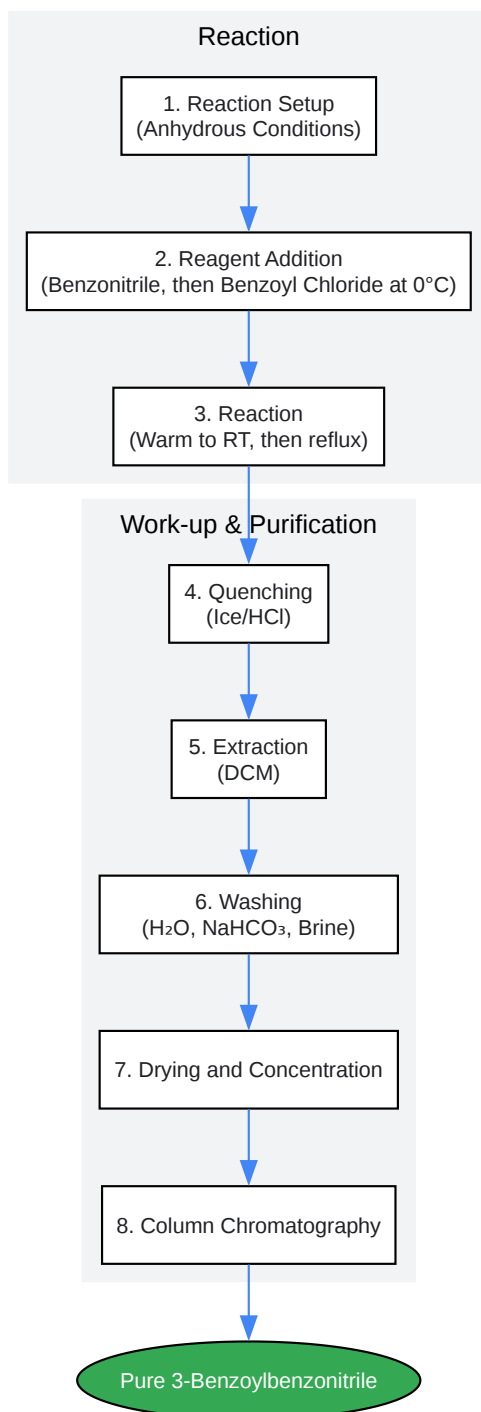 Reaction
1. Reaction Setup
(Anhydrous Conditions)
2. Reagent Addition
(Benzonitrile, then Benzoyl Chloride at 0°C)
3. Reaction
(Warm to RT, then reflux)
Work-up & Purification
4. Quenching
(Ice/HCl)
5. Extraction
(DCM)
6. Washing
(H₂O, NaHCO₃, Brine)
7. Drying and Concentration
8. Column Chromatography
Pure 3-Benzoylbenzonitrile